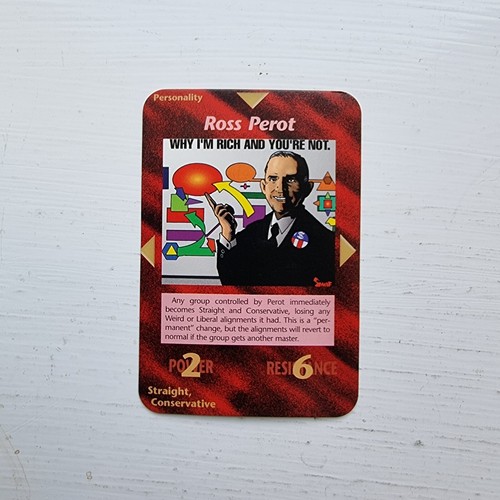 Personality
Ross Perot
WHY I'M RICH AND YOU'RE NOT.
Any group controlled by Perot immediately
becomes Straight and Conservative, losing any
Weird or Liberal alignments it had. This is a "per-
manent" change, but the alignments will revert to
normal if the group gets another master.
POWER 2 RESISTANCE 6
Straight,
Conservative